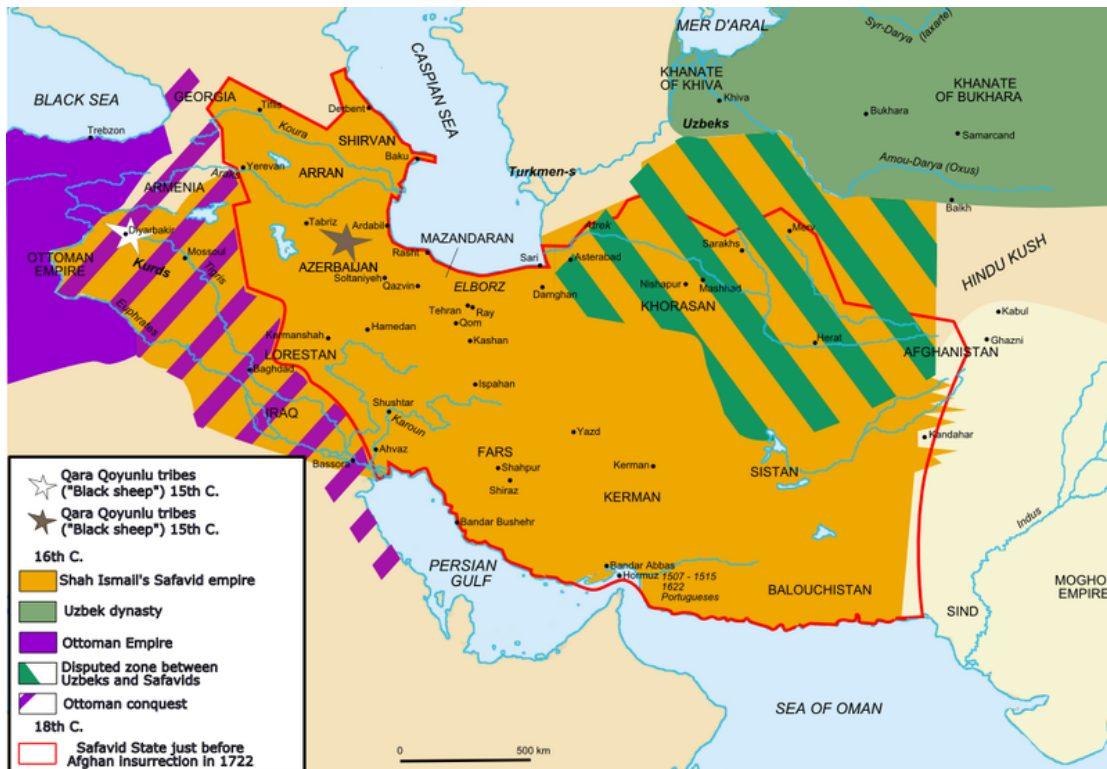 MER D'ARAL
Syr-Darya (Iaxarte)
CASPIAN SEA
KHANATE
OF KHIVA
KHANATE
OF BUKHARA
BLACK SEA
GEORGIA
Tiflis
Derbent
Khiva
Bukhara
Trebzon
Koura
SHIRVAN
Uzbeks
Samarcand
Baku
Yerevan
Araks
ARRAN
Turkmen-s
Amou-Darya (Oxus)
ARMENIA
Balkh
Diyarbakir
Tabriz
Ardabil
MAZANDARAN
Atrek
Merv
Sarakhs
OTTOMAN
EMPIRE
Mossoul
Kurds
Tigris
AZERBAIJAN
Rasht
Sari
Asterabad
HINDU KUSH
Soltaniyeh
Qazvin
ELBORZ
Damghan
Nishapur
Mashhad
Euphrates
Tehran
Ray
KHORASAN
Kabul
Qom
Hamedan
Kermanshah
Kashan
Herat
AFGHANISTAN
Ghazni
LORESTAN
Baghdad
Ispahan
IRAQ
Shushtar
Karoun
Yazd
Kandahar
Bassora
Ahvaz
FARS
Shahpur
Kerman
SISTAN
Shiraz
KERMAN
Indus
Bandar Bushehr
PERSIAN
GULF
Bandar Abbas
Hormuz
1507 - 1515
1622
Portugueses
BALOUCHISTAN
MOGHO
EMPIRE
SIND
SEA OF OMAN
0
500 km
Qara Qoyunlu tribes
("Black sheep") 15th C.
Qara Qoyunlu tribes
("Black sheep") 15th C.
16th C.
Shah Ismail's Safavid empire
Uzbek dynasty
Ottoman Empire
Disputed zone between
Uzbeks and Safavids
Ottoman conquest
18th C.
Safavid State just before
Afghan insurrection in 1722